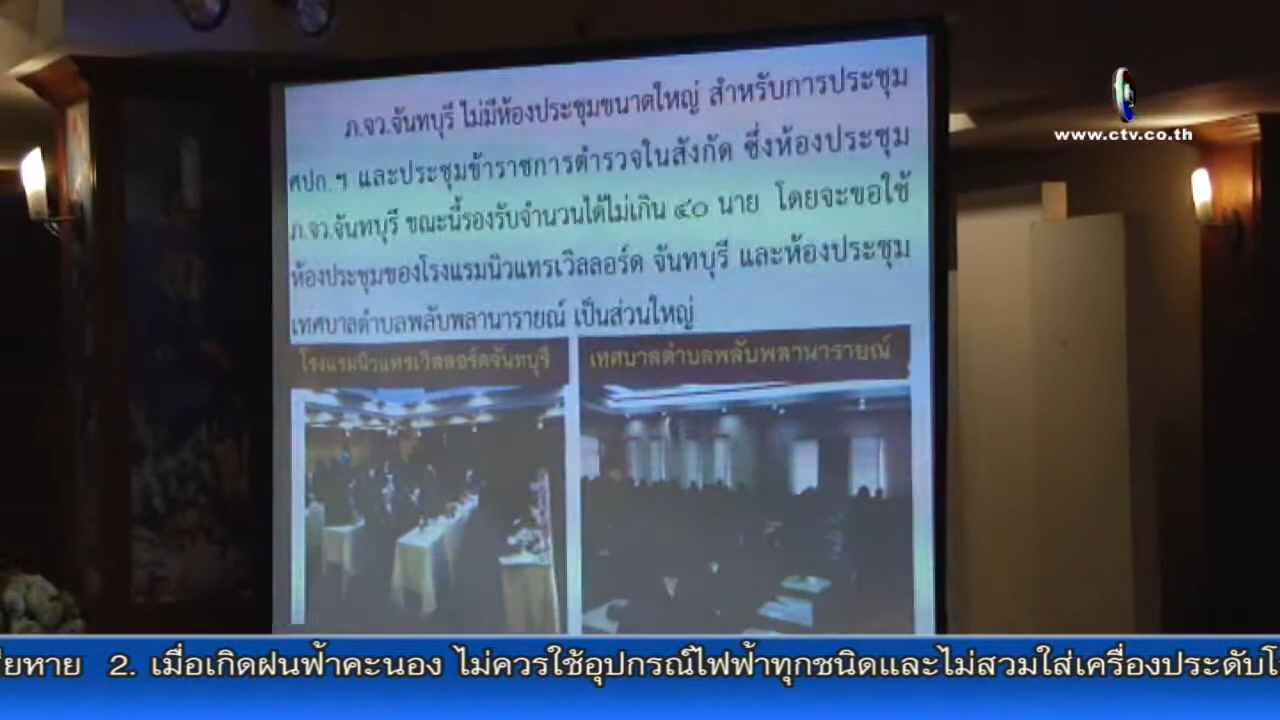 www.ctv.co.th
ภ.จว.จันทบุรี ไม่มีห้องประชุมขนาดใหญ่ สำหรับการประชุม
ศปก.ฯ และประชุมข้าราชการตำรวจในสังกัด ซึ่งห้องประชุม
ภ.จว.จันทบุรี ขณะนี้รองรับจำนวนได้ไม่เกิน ๔๐ นาย โดยจะขอใช้
ห้องประชุมของโรงแรมนิวแทรเวิลลอร์ด จันทบุรี และห้องประชุม
เทศบาลตำบลพลับพลานารายณ์ เป็นส่วนใหญ่
โรงแรมนิวแทรเวิลลอร์ดจันทบุรี
เทศบาลตำบลพลับพลานารายณ์
ยหาย 2. เมื่อเกิดฝนฟ้าคะนอง ไม่ควรใช้อุปกรณ์ไฟฟ้าทุกชนิดและไม่สวมใส่เครื่องประดับโ